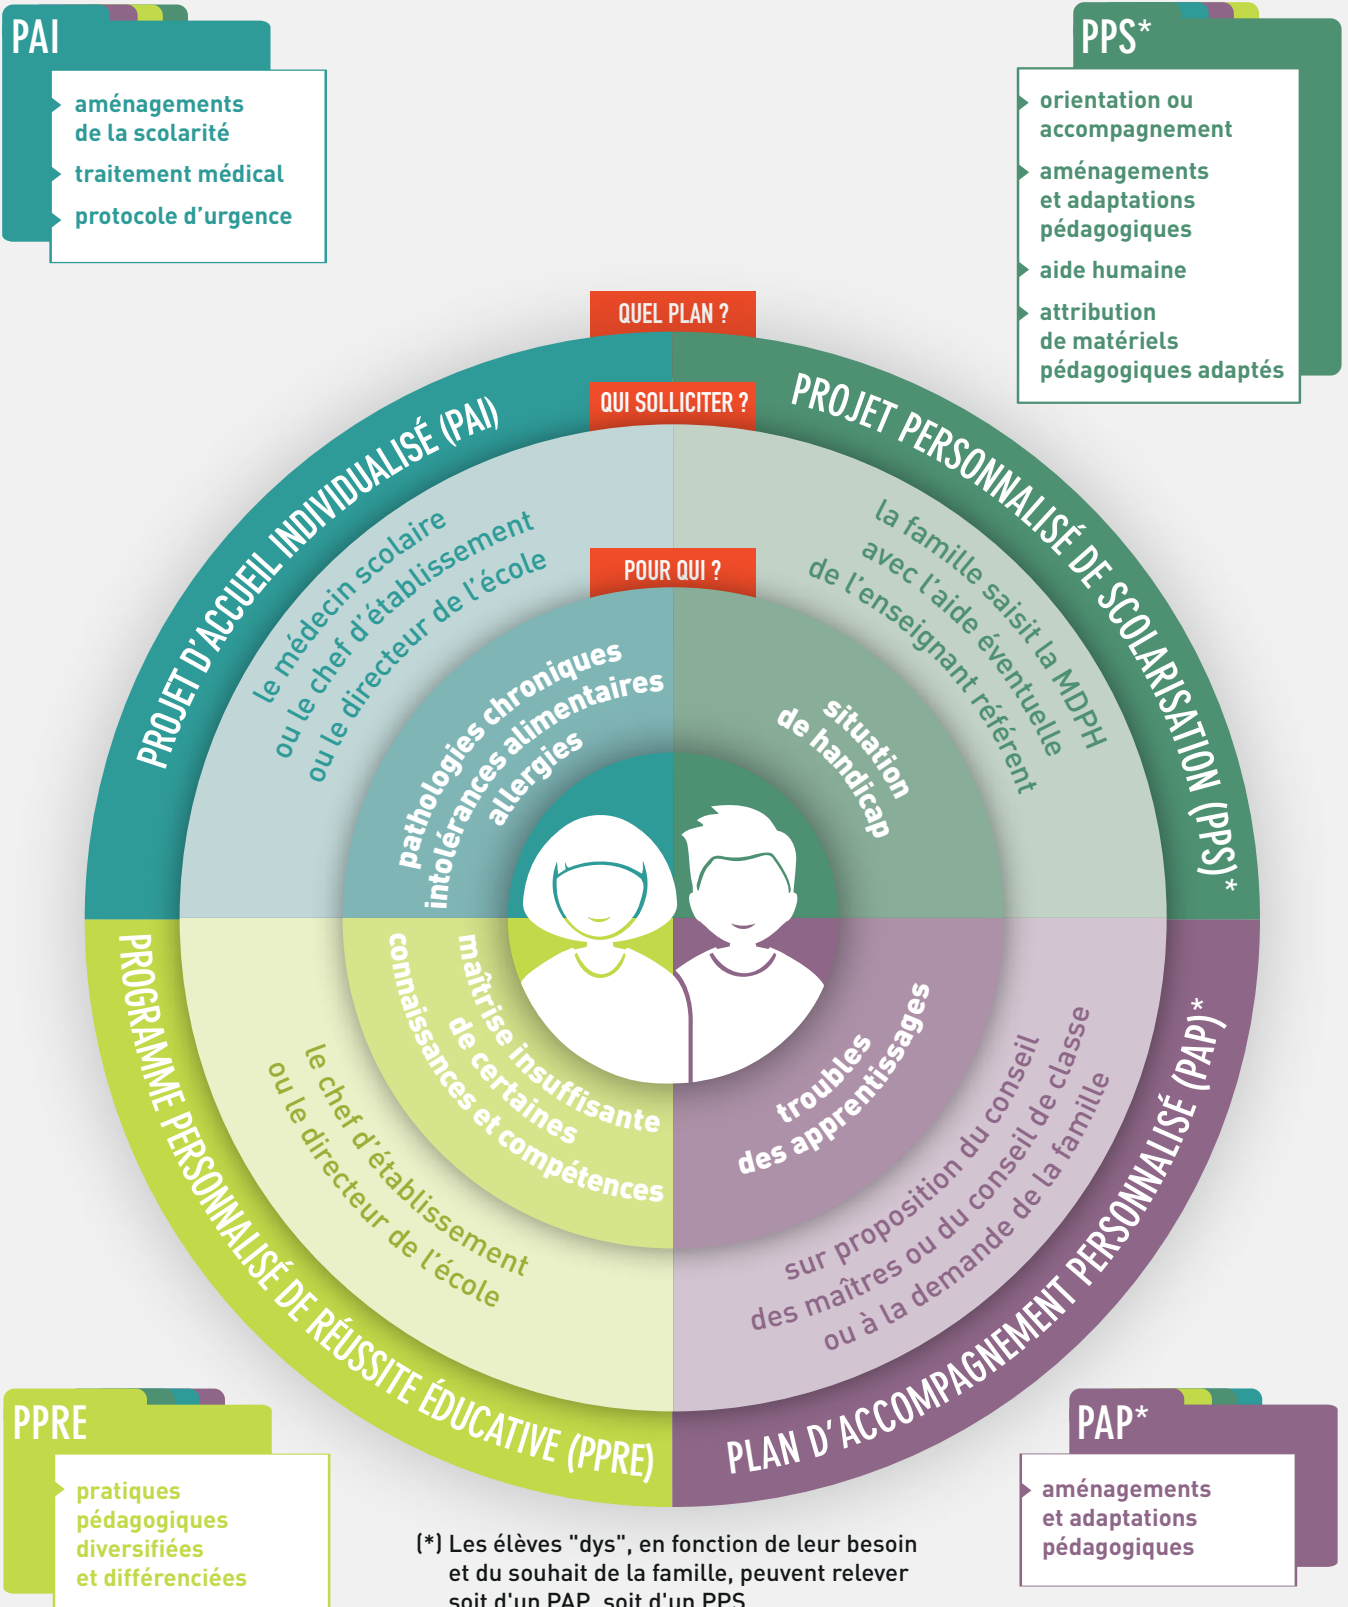 PAI
aménagements
de la scolarité
traitement médical
protocole d'urgence
PPS*
orientation ou
accompagnement
aménagements
et adaptations
pédagogiques
aide humaine
attribution
de matériels
pédagogiques adaptés
QUEL PLAN ?
QUI SOLLICITER ?
POUR QUI ?
PROJET D'ACCUEIL INDIVIDUALISÉ (PAI)
le médecin scolaire
ou le chef d'établissement
ou le directeur de l'école
pathologies chroniques
intolérances alimentaires
allergies
PROJET PERSONNALISÉ DE SCOLARISATION (PPS)*
la famille saisit la MDPH
avec l'aide éventuelle
de l'enseignant référent
situation
de handicap
PROGRAMME PERSONNALISÉ DE RÉUSSITE ÉDUCATIVE (PPRE)
le chef d'établissement
ou le directeur de l'école
maîtrise insuffisante
de certaines
connaissances et compétences
PLAN D'ACCOMPAGNEMENT PERSONNALISÉ (PAP)*
sur proposition du conseil
des maîtres ou du conseil de classe
ou à la demande de la famille
troubles
des apprentissages
PPRE
pratiques
pédagogiques
diversifiées
et différenciées
PAP*
aménagements
et adaptations
pédagogiques
(*) Les élèves "dys", en fonction de leur besoin
et du souhait de la famille, peuvent relever
soit d'un PAP, soit d'un PPS